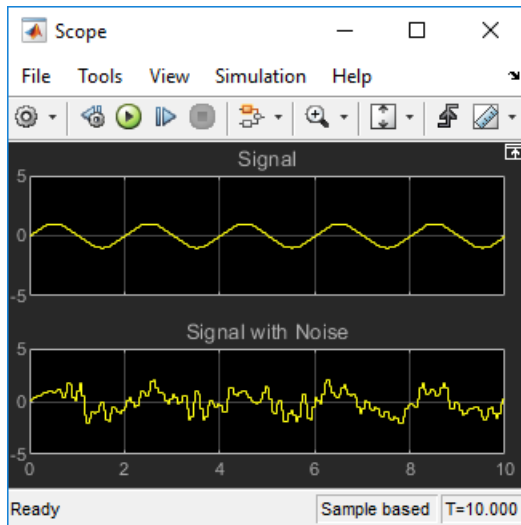 Scope
File Tools View Simulation Help
Signal
5
0
-5
Signal with Noise
5
0
-5
0 2 4 6 8 10
Ready Sample based T=10.000